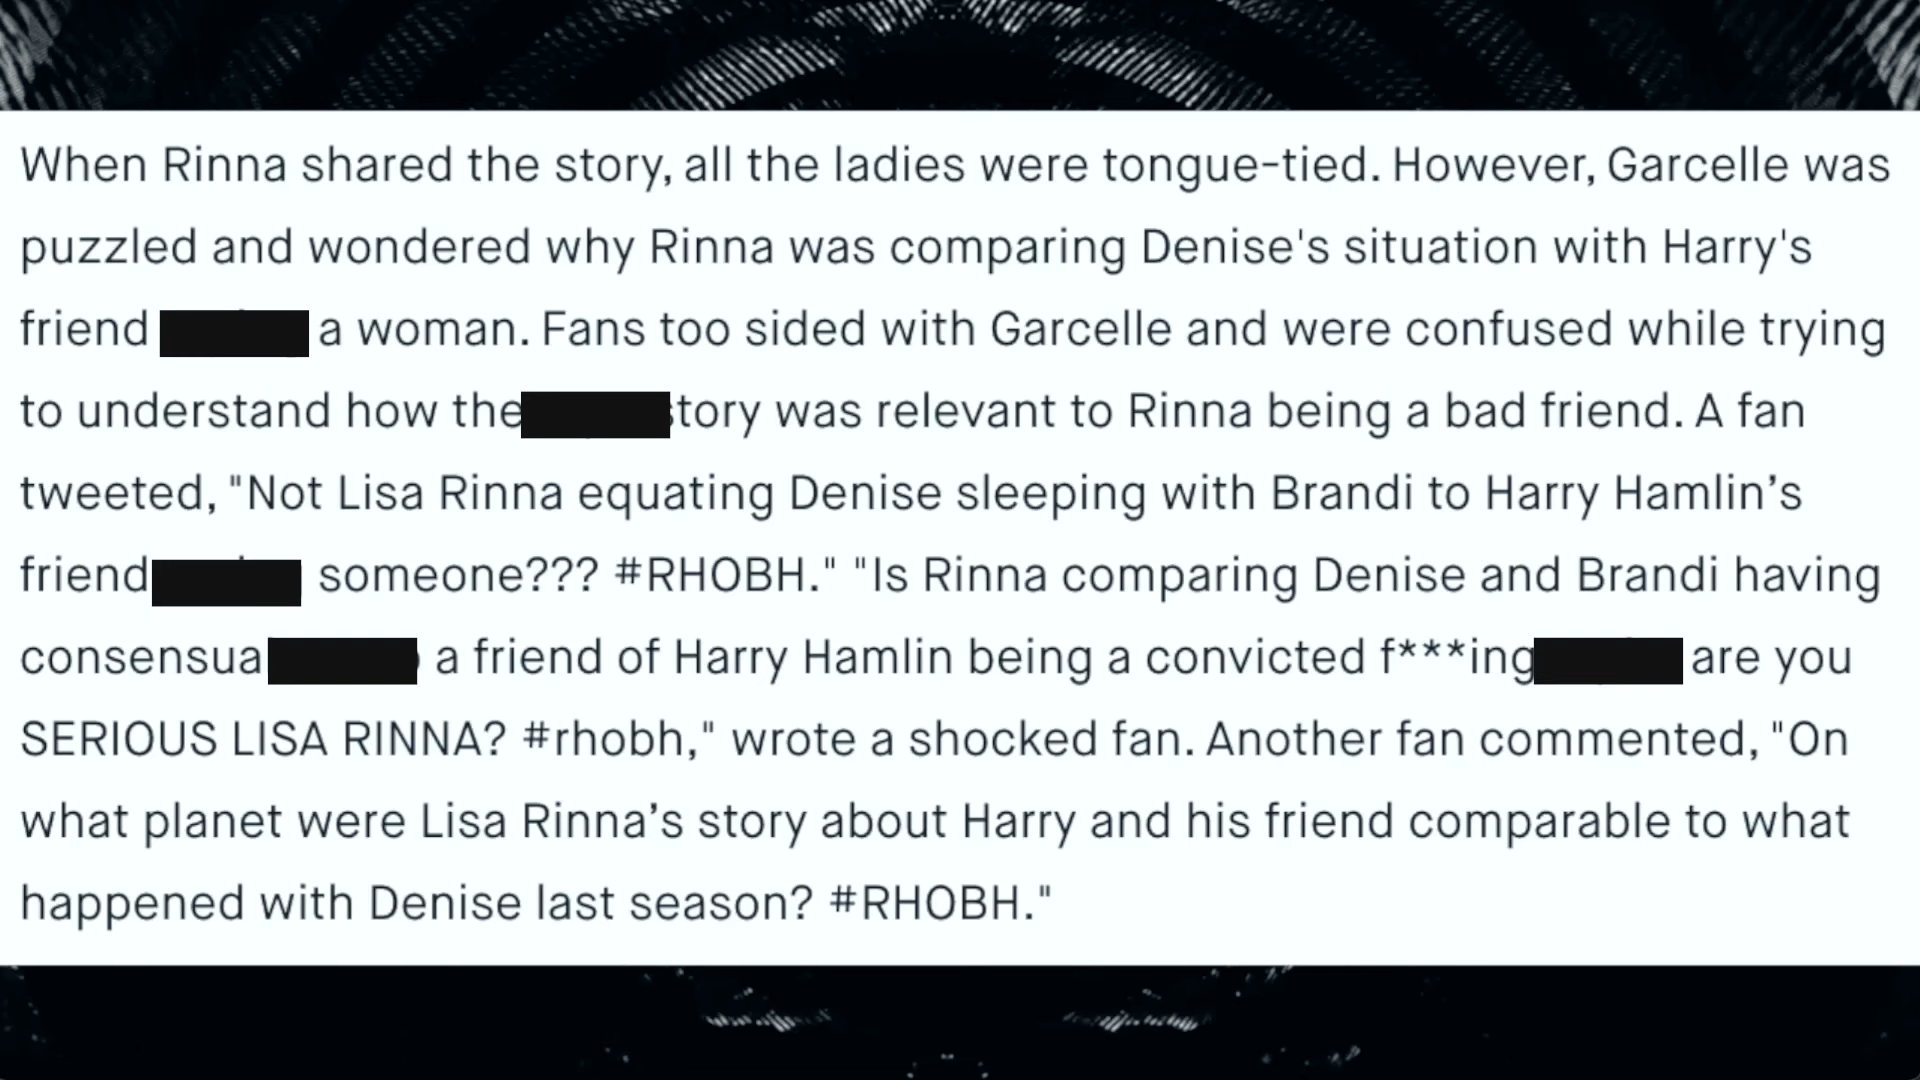 When Rinna shared the story, all the ladies were tongue-tied. However, Garcelle was
puzzled and wondered why Rinna was comparing Denise's situation with Harry's
friend a woman. Fans too sided with Garcelle and were confused while trying
to understand how the tory was relevant to Rinna being a bad friend. A fan
tweeted, "Not Lisa Rinna equating Denise sleeping with Brandi to Harry Hamlin’s
friend someone??? #RHOBH." "Is Rinna comparing Denise and Brandi having
consensua a friend of Harry Hamlin being a convicted f***ing are you
SERIOUS LISA RINNA? #rhobh," wrote a shocked fan. Another fan commented, "On
what planet were Lisa Rinna’s story about Harry and his friend comparable to what
happened with Denise last season? #RHOBH."